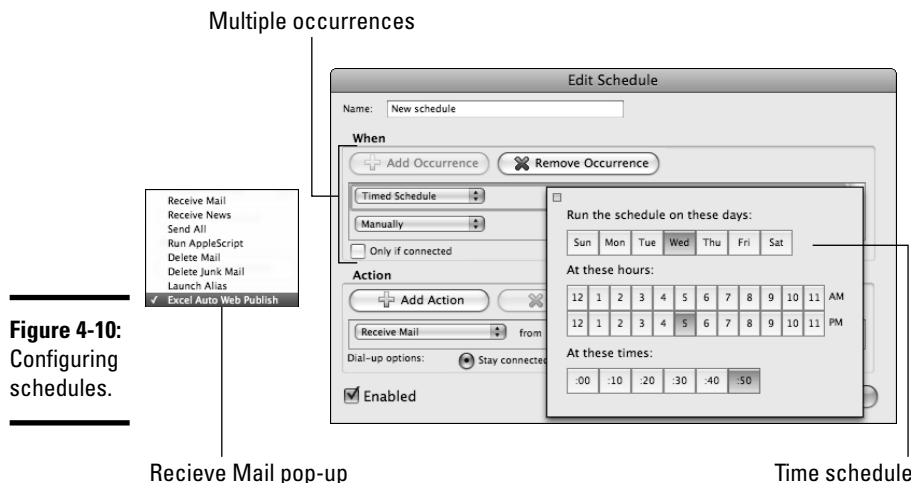 Multiple occurrences
Edit Schedule
Name: New schedule
When
Add Occurrence
Remove Occurrence
Timed Schedule
Manually
Only if connected
Action
Add Action
Receive Mail from
Dial-up options: Stay connected
Enabled
Run the schedule on these days:
Sun Mon Tue Wed Thu Fri Sat
At these hours:
12 1 2 3 4 5 6 7 8 9 10 11 AM
12 1 2 3 4 5 6 7 8 9 10 11 PM
At these times:
:00 :10 :20 :30 :40 :50
Receive Mail
Receive News
Send All
Run AppleScript
Delete Mail
Delete Junk Mail
Launch Alias
✓ Excel Auto Web Publish
Figure 4-10:
Configuring
schedules.
Recieve Mail pop-up
Time schedule